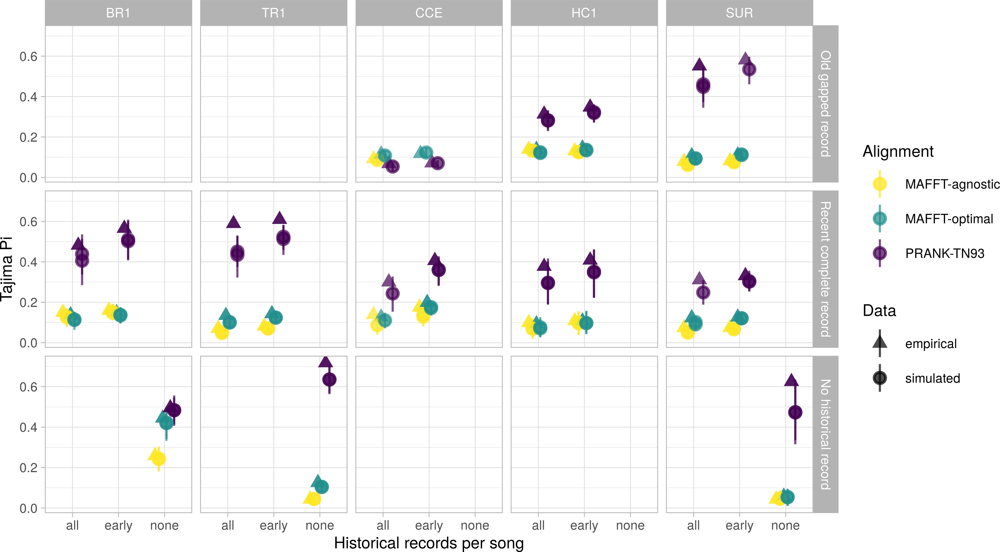 BR1 TR1 CCE HC1 SUR
0.6
0.4
0.2
0.0
Old gapped record
0.6
0.4
0.2
0.0
Recent complete record
0.6
0.4
0.2
0.0
No historical record
Tajima Pi
all early none all early none all early none all early none all early none
Historical records per song
Alignment
MAFFT-agnostic
MAFFT-optimal
PRANK-TN93
Data
empirical
simulated